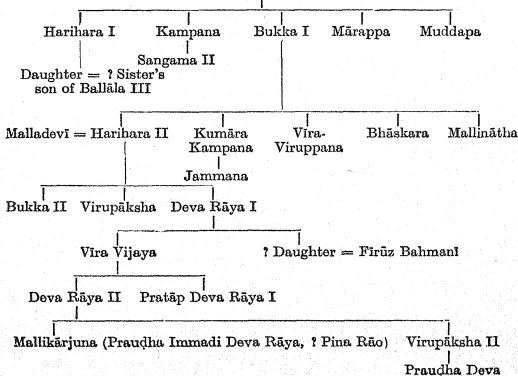 Harihara I Kampana Bukka I Mārappa Muddapa
Sangama II
Daughter = ? Sister's
son of Ballāla III
Malladevī = Harihara II Kumāra Vīra- Bhāskara Mallinātha
Kampana Viruppana
Jammana
Bukka II Virupāksha Deva Rāya I
Vīra Vijaya ? Daughter = Fīrūz Bahmanī
Deva Rāya II Pratāp Deva Rāya I
Mallikārjuna (Prauḍha Immadi Deva Rāya, ? Pina Rāo) Virupāksha II
Prauḍha Deva